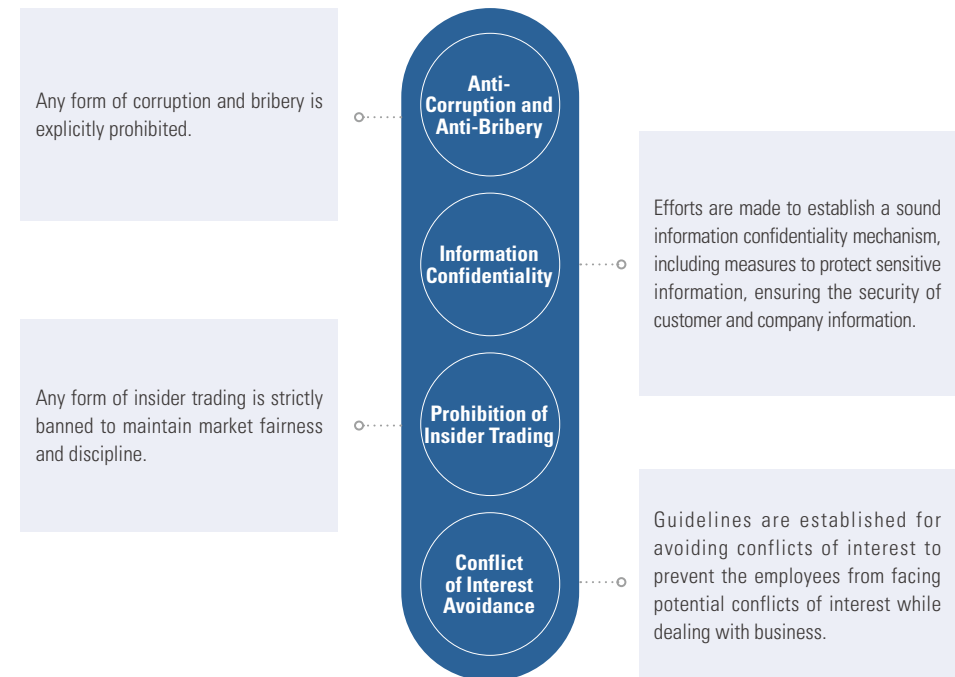 Anti-
Corruption and
Anti-Bribery
Any form of corruption and bribery is
explicitly prohibited.
Information
Confidentiality
Efforts are made to establish a sound
information confidentiality mechanism,
including measures to protect sensitive
information, ensuring the security of
customer and company information.
Prohibition of
Insider Trading
Any form of insider trading is strictly
banned to maintain market fairness
and discipline.
Conflict
of Interest
Avoidance
Guidelines are established for
avoiding conflicts of interest to
prevent the employees from facing
potential conflicts of interest while
dealing with business.